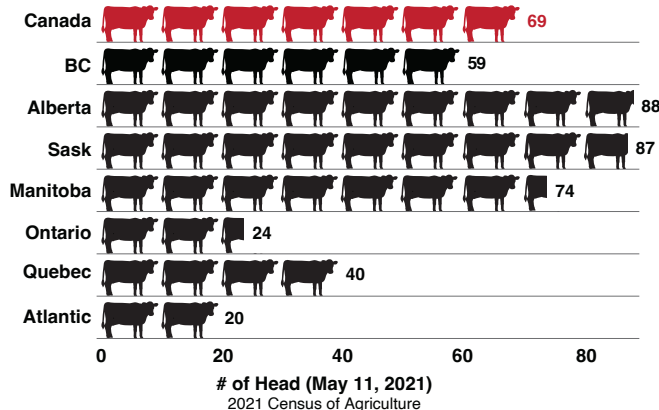 Canada 69
BC 59
Alberta 88
Sask 87
Manitoba 74
Ontario 24
Quebec 40
Atlantic 20
0 20 40 60 80
# of Head (May 11, 2021)
2021 Census of Agriculture